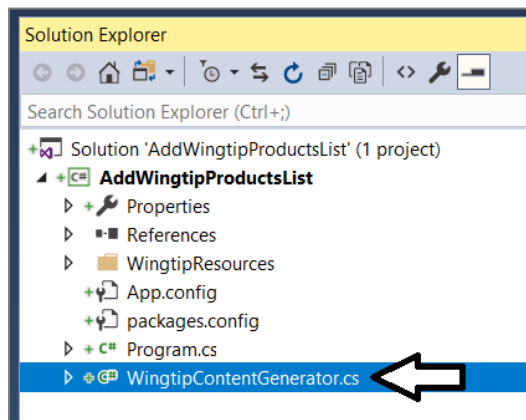 Solution Explorer
Search Solution Explorer (Ctrl+;)
Solution 'AddWingtipProductsList' (1 project)
C# AddWingtipProductsList
Properties
References
WingtipResources
App.config
packages.config
C# Program.cs
C# WingtipContentGenerator.cs